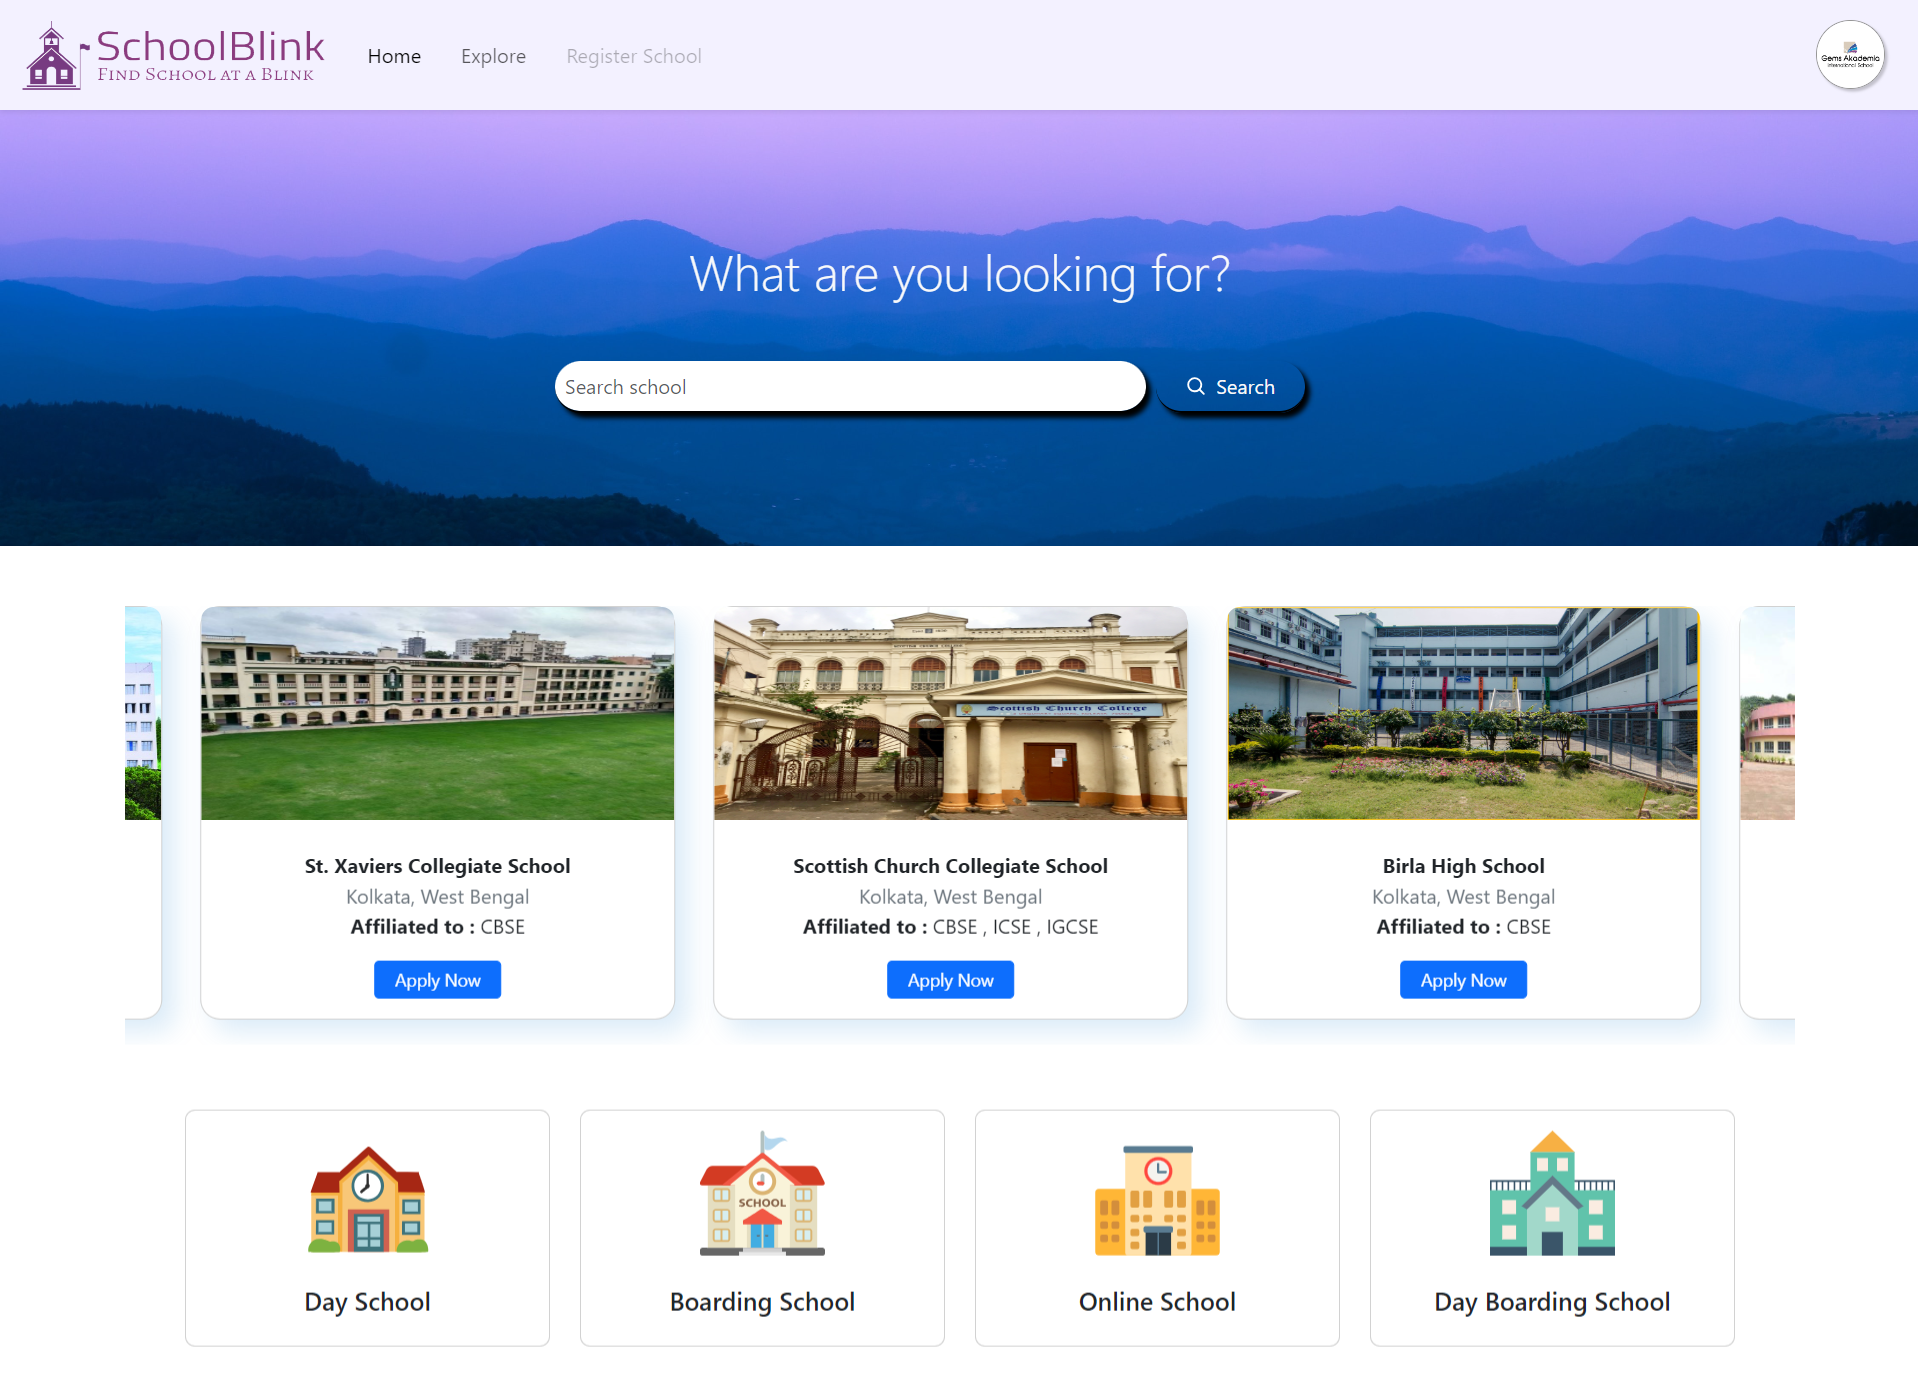 SchoolBlink
FIND SCHOOL AT A BLINK
Home
Explore
Register School
Gems Akademia
International School
What are you looking for?
Search school
Search
Scottish Church College
St. Xaviers Collegiate School
Kolkata, West Bengal
Affiliated to : CBSE
Apply Now
Scottish Church Collegiate School
Kolkata, West Bengal
Affiliated to : CBSE , ICSE , IGCSE
Apply Now
Birla High School
Kolkata, West Bengal
Affiliated to : CBSE
Apply Now
SCHOOL
Day School
Boarding School
Online School
Day Boarding School